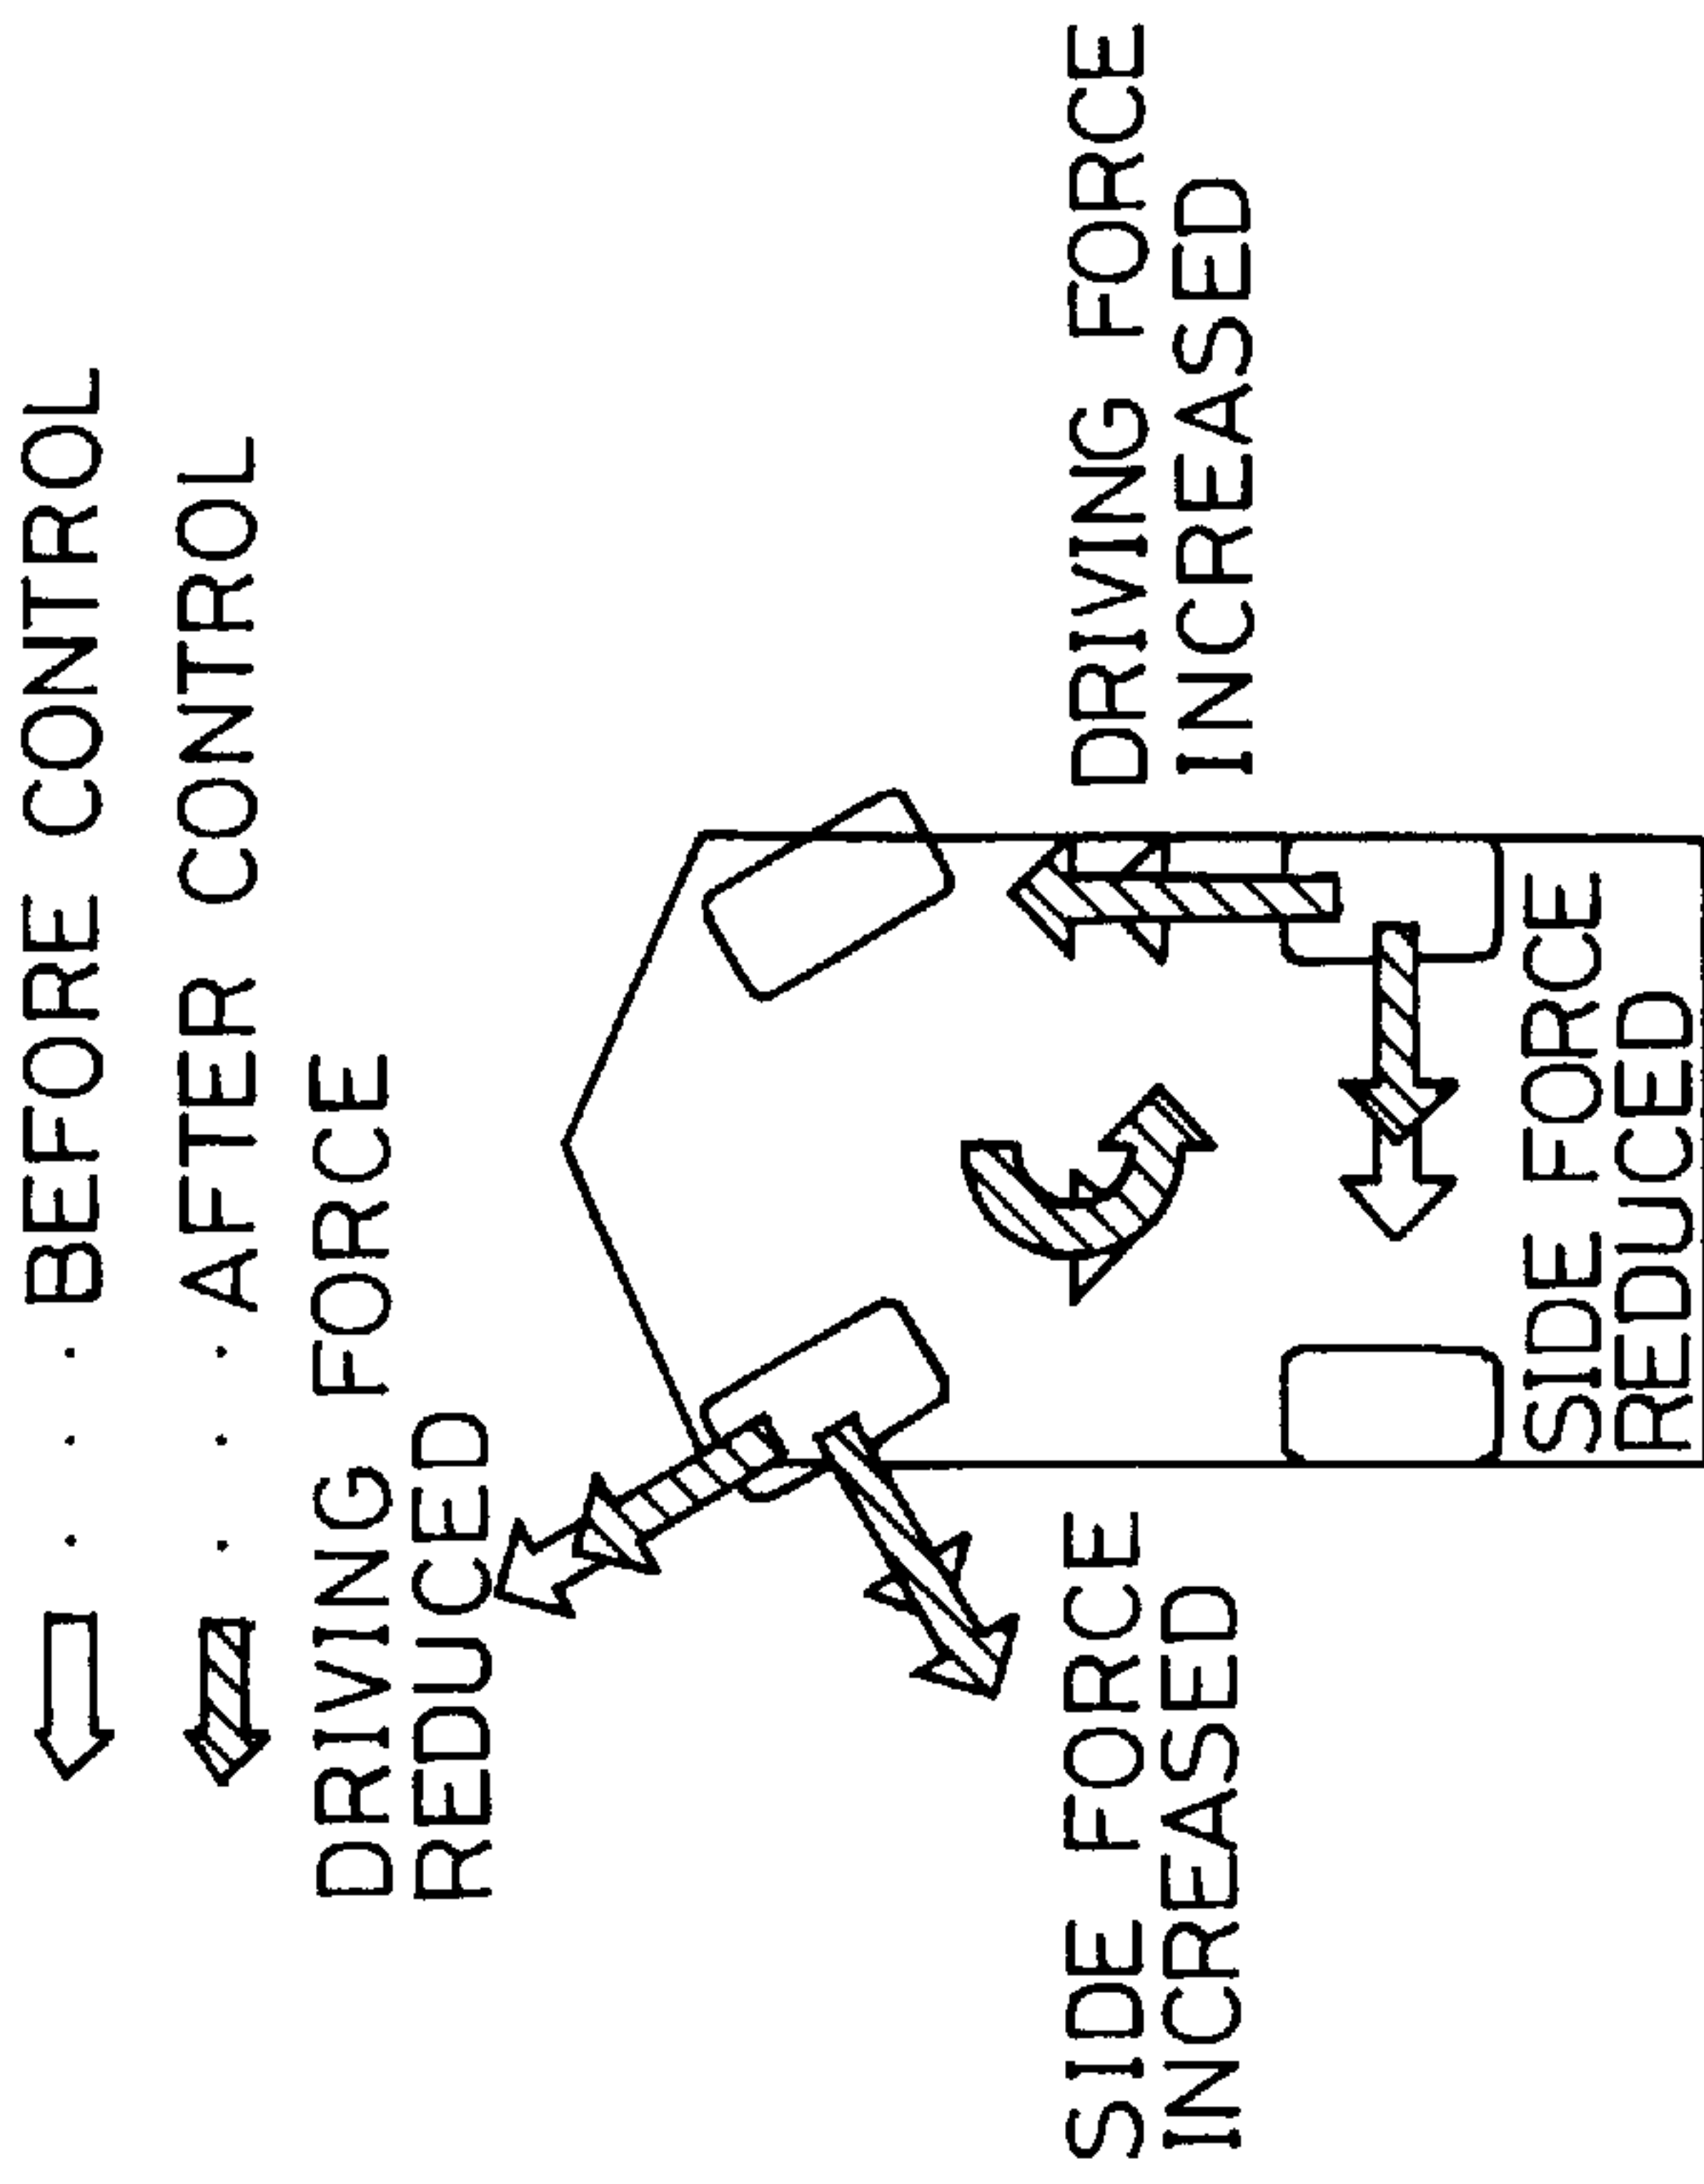 BEFORE CONTROL
AFTER CONTROL
DRIVING FORCE
REDUCED
SIDE FORCE
INCREASED
DRIVING FORCE
INCREASED
SIDE FORCE
REDUCED